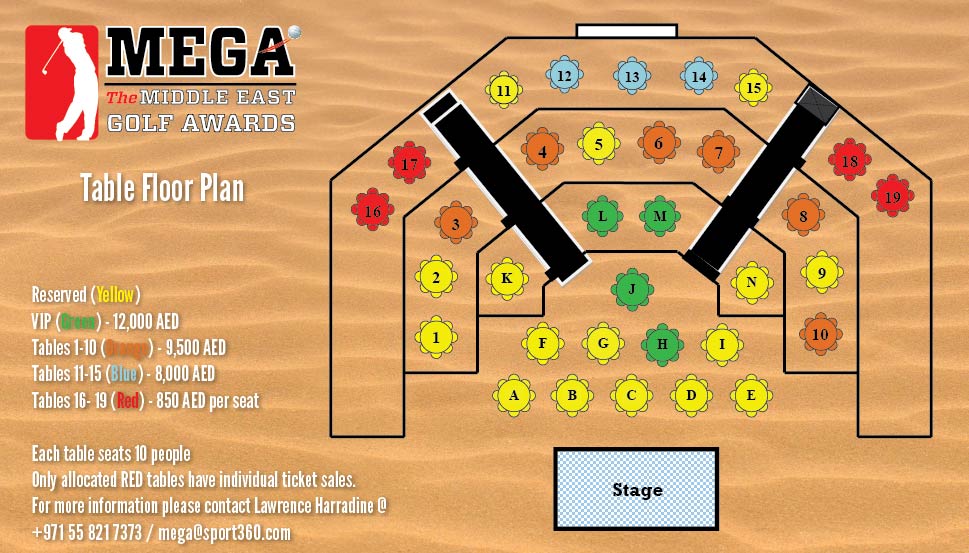 MEGA
The MIDDLE EAST
GOLF AWARDS
Table Floor Plan
Reserved (Yellow)
VIP (Green) - 12,000 AED
Tables 1-10 (Orange) - 9,500 AED
Tables 11-15 (Blue) - 8,000 AED
Tables 16- 19 (Red) - 850 AED per seat
Each table seats 10 people
Only allocated RED tables have individual ticket sales.
For more information please contact Lawrence Harradine @
+971 55 821 7373 / mega@sport360.com
11 12 13 14 15
4 5 6 7
17 18
16 19
3 L M 8
2 K J N 9
1 F G H I 10
A B C D E
Stage